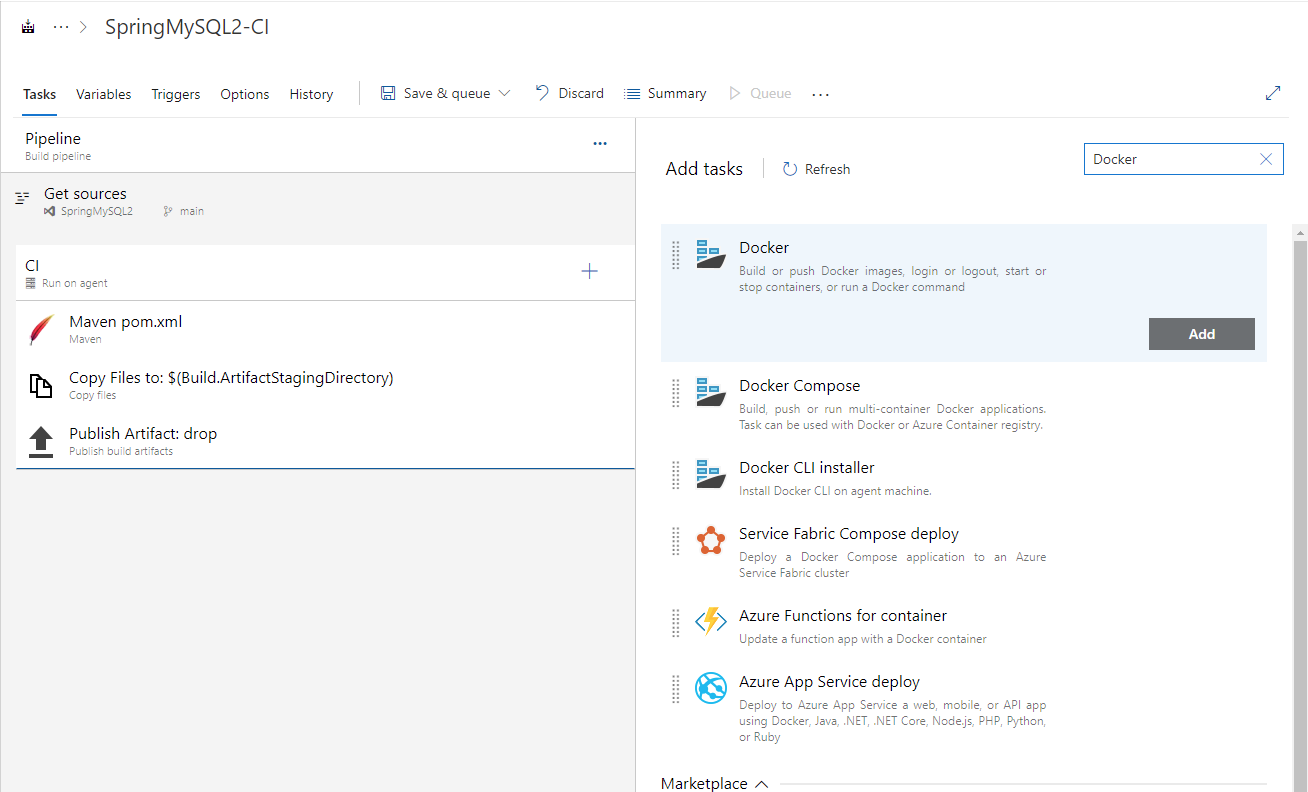 ··· > SpringMySQL2-CI
Tasks Variables Triggers Options History Save & queue Discard Summary Queue ...
Pipeline ...
Build pipeline
Get sources
SpringMySQL2 main
CI
Run on agent
Maven pom.xml
Maven
Copy Files to: $(Build.ArtifactStagingDirectory)
Copy files
Publish Artifact: drop
Publish build artifacts
Add tasks Refresh Docker
Docker
Build or push Docker images, login or logout, start or
stop containers, or run a Docker command
Add
Docker Compose
Build, push or run multi-container Docker applications.
Task can be used with Docker or Azure Container registry.
Docker CLI installer
Install Docker CLI on agent machine.
Service Fabric Compose deploy
Deploy a Docker Compose application to an Azure
Service Fabric cluster
Azure Functions for container
Update a function app with a Docker container
Azure App Service deploy
Deploy to Azure App Service a web, mobile, or API app
using Docker, Java, .NET, .NET Core, Node.js, PHP, Python,
or Ruby
Marketplace